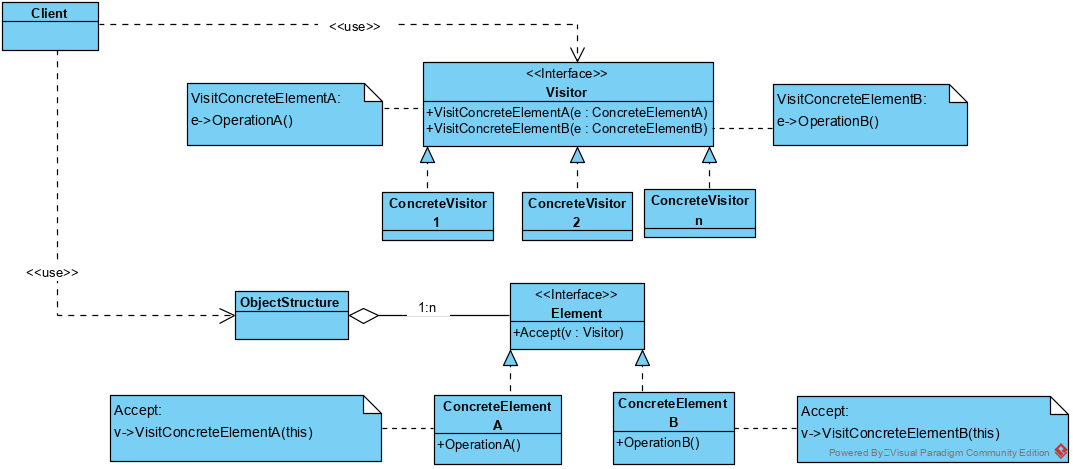 Client
<<use>>
<<Interface>>
Visitor
+VisitConcreteElementA(e : ConcreteElementA)
+VisitConcreteElementB(e : ConcreteElementB)
VisitConcreteElementA:
e->OperationA()
VisitConcreteElementB:
e->OperationB()
ConcreteVisitor
1
ConcreteVisitor
2
ConcreteVisitor
n
<<use>>
ObjectStructure
1:n
<<Interface>>
Element
+Accept(v : Visitor)
Accept:
v->VisitConcreteElementA(this)
ConcreteElement
A
+OperationA()
ConcreteElement
B
+OperationB()
Accept:
v->VisitConcreteElementB(this)
Powered By Visual Paradigm Community Edition